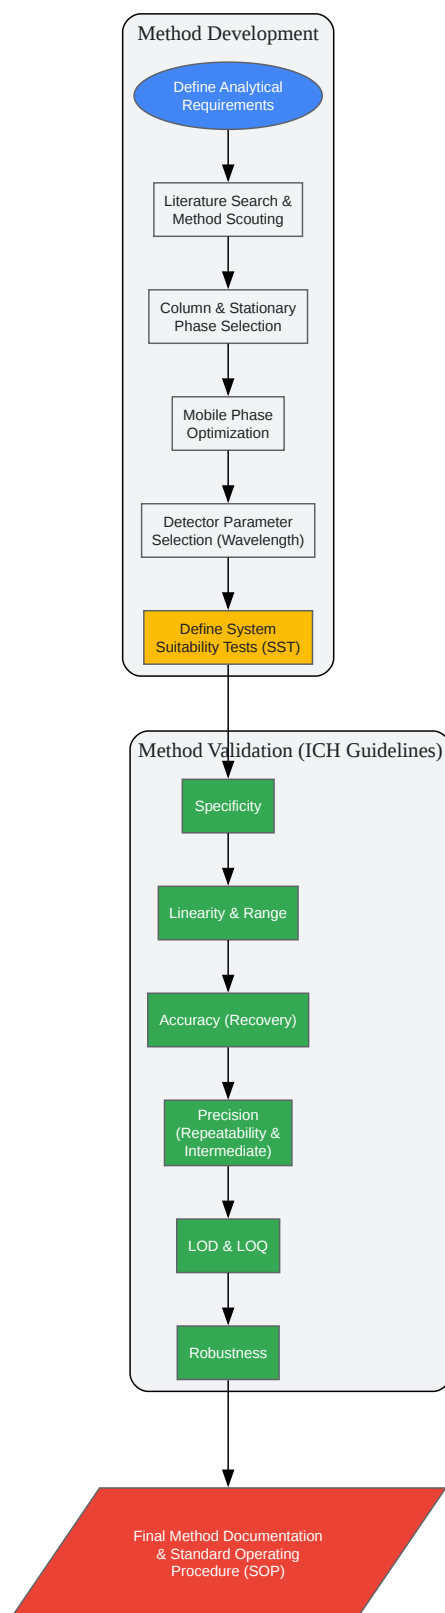 Method Development
Define Analytical
Requirements
Literature Search &
Method Scouting
Column & Stationary
Phase Selection
Mobile Phase
Optimization
Detector Parameter
Selection (Wavelength)
Define System
Suitability Tests (SST)
Method Validation (ICH Guidelines)
Specificity
Linearity & Range
Accuracy (Recovery)
Precision
(Repeatability &
Intermediate)
LOD & LOQ
Robustness
Final Method Documentation
& Standard Operating
Procedure (SOP)